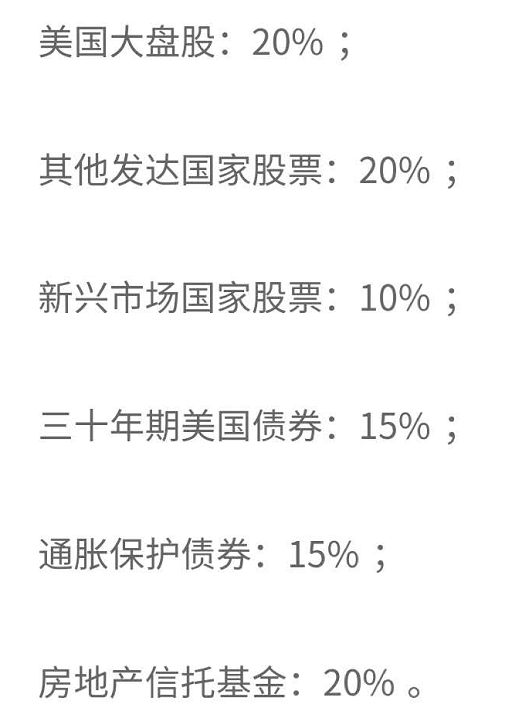 美国大盘股：20%；
其他发达国家股票：20%；
新兴市场国家股票：10%；
三十年期美国债券：15%；
通胀保护债券：15%；
房地产信托基金：20%。